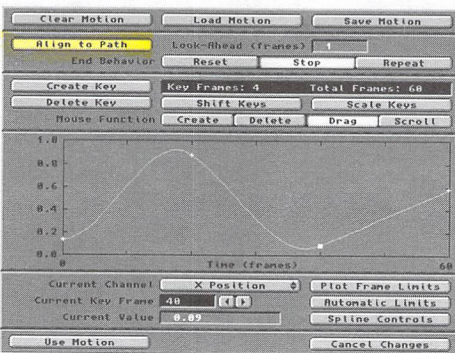 Clear Motion Load Motion Save Motion
Align to Path Look-Ahead (frames) 1
End Behavior Reset Stop Repeat
Create Key Key Frames: 4 Total Frames: 60
Delete Key Shift Keys Scale Keys
Mouse Function Create Delete Drag Scroll
1.0
0.8
0.6
0.4
0.2
0.0
0 Time (frames) 60
Current Channel X Position Plot Frame Limits
Current Key Frame 40 Automatic Limits
Current Value 0.09 Spline Controls
Use Motion Cancel Changes